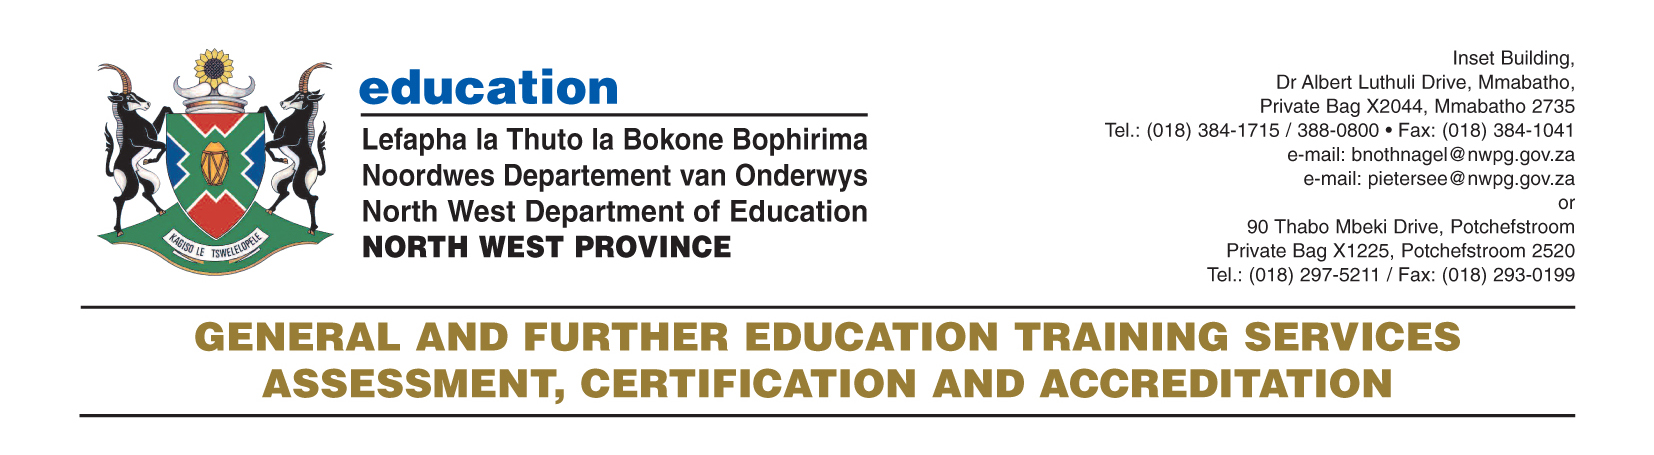 education
Lefapha la Thuto la Bokone Bophirima
Noordwes Departement van Onderwys
North West Department of Education
NORTH WEST PROVINCE
KAGISO LE TSWELELOPELE
Inset Building,
Dr Albert Luthuli Drive, Mmabatho,
Private Bag X2044, Mmabatho 2735
Tel.: (018) 384-1715 / 388-0800 • Fax: (018) 384-1041
e-mail: bnothnagel@nwpg.gov.za
e-mail: pietersee@nwpg.gov.za
or
90 Thabo Mbeki Drive, Potchefstroom
Private Bag X1225, Potchefstroom 2520
Tel.: (018) 297-5211 / Fax: (018) 293-0199
GENERAL AND FURTHER EDUCATION TRAINING SERVICES
ASSESSMENT, CERTIFICATION AND ACCREDITATION